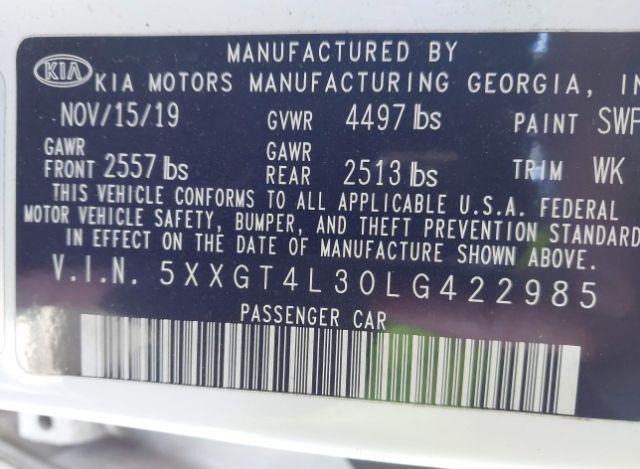 MANUFACTURED BY
KIA KIA MOTORS MANUFACTURING GEORGIA, IN
NOV/15/19 GVWR 4497 lbs PAINT SWP
GAWR FRONT 2557 lbs GAWR REAR 2513 lbs TRIM WK
THIS VEHICLE CONFORMS TO ALL APPLICABLE U.S.A. FEDERAL
MOTOR VEHICLE SAFETY, BUMPER, AND THEFT PREVENTION STANDARD
IN EFFECT ON THE DATE OF MANUFACTURE SHOWN ABOVE.
V.I.N. 5XXGT4L30LG422985
PASSENGER CAR